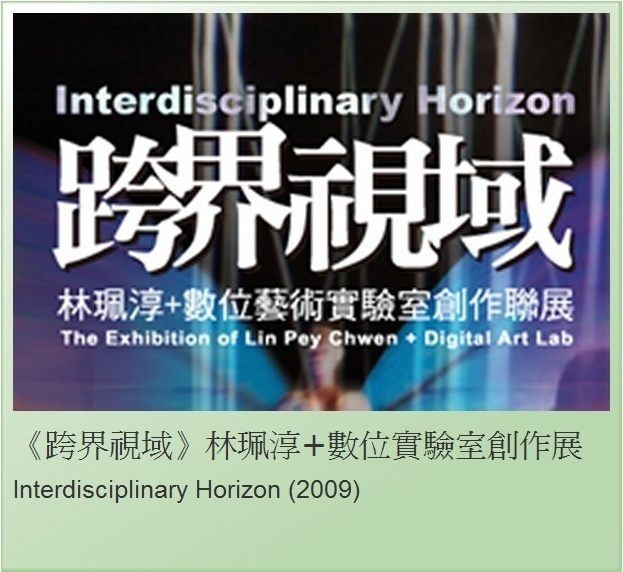 Interdisciplinary Horizon
跨界視域
林珮淳+數位藝術實驗室創作聯展
The Exhibition of Lin Pey Chwen + Digital Art Lab
《跨界視域》林珮淳+數位實驗室創作展
Interdisciplinary Horizon (2009)